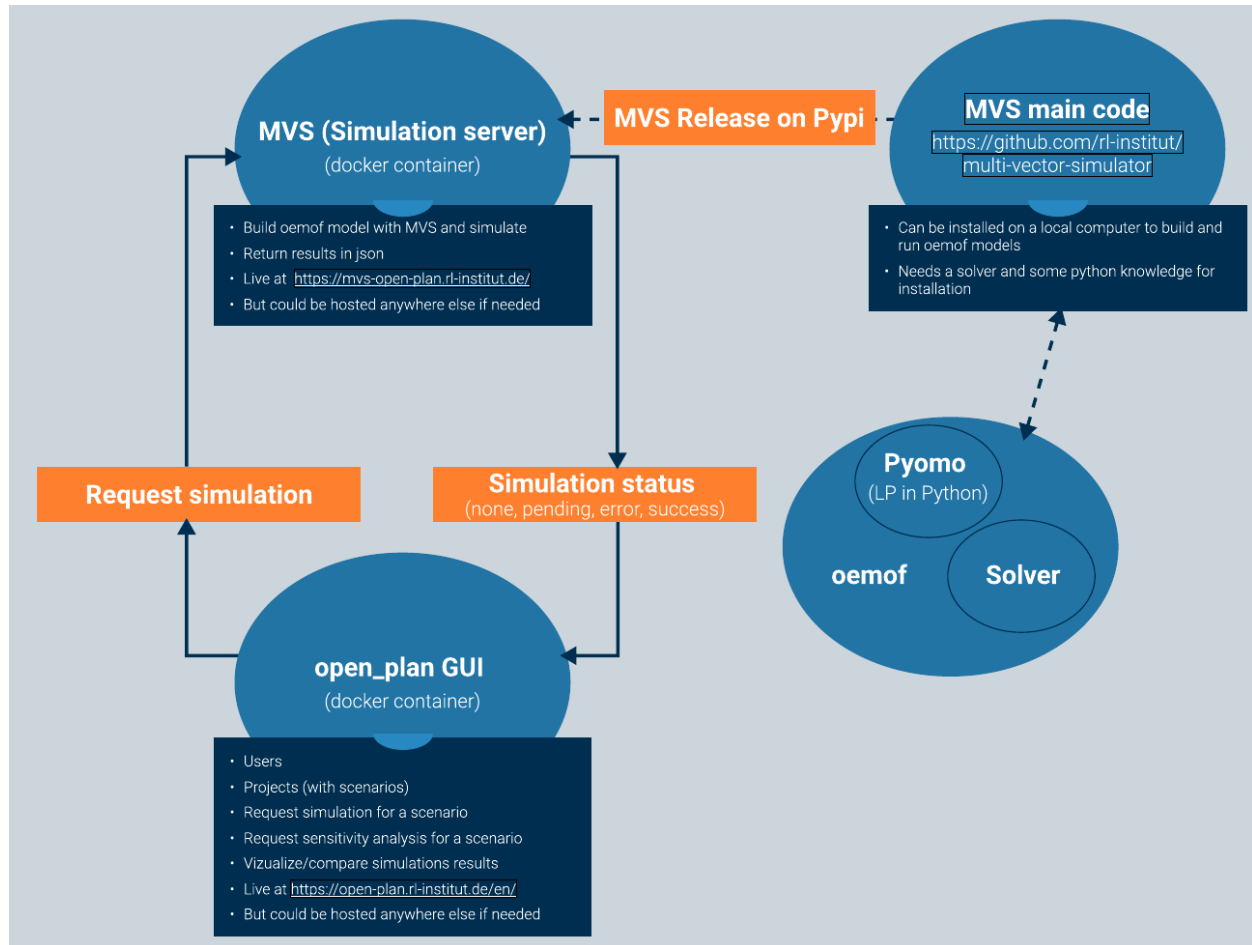 MVS (Simulation server)
(docker container)
• Build oemof model with MVS and simulate
• Return results in json
• Live at https://mvs-open-plan.rl-institut.de/
• But could be hosted anywhere else if needed
MVS Release on Pypi
MVS main code
https://github.com/rl-institut/
multi-vector-simulator
• Can be installed on a local computer to build and
run oemof models
• Needs a solver and some python knowledge for
installation
Request simulation
Simulation status
(none, pending, error, success)
Pyomo
(LP in Python)
oemof
Solver
open_plan GUI
(docker container)
• Users
• Projects (with scenarios)
• Request simulation for a scenario
• Request sensitivity analysis for a scenario
• Vizualize/compare simulations results
• Live at https://open-plan.rl-institut.de/en/
• But could be hosted anywhere else if needed